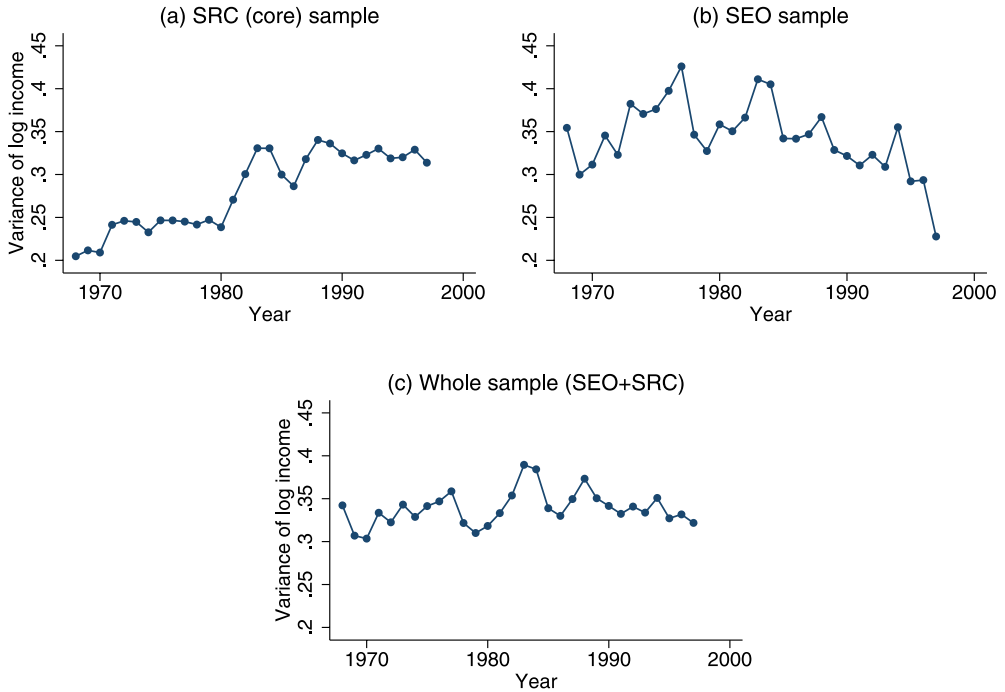 (a) SRC (core) sample
Variance of log income
.45
.4
.35
.3
.25
.2
1970 1980 1990 2000
Year
(b) SEO sample
.45
.4
.35
.3
.25
.2
1970 1980 1990 2000
Year
(c) Whole sample (SEO+SRC)
Variance of log income
.45
.4
.35
.3
.25
.2
1970 1980 1990 2000
Year